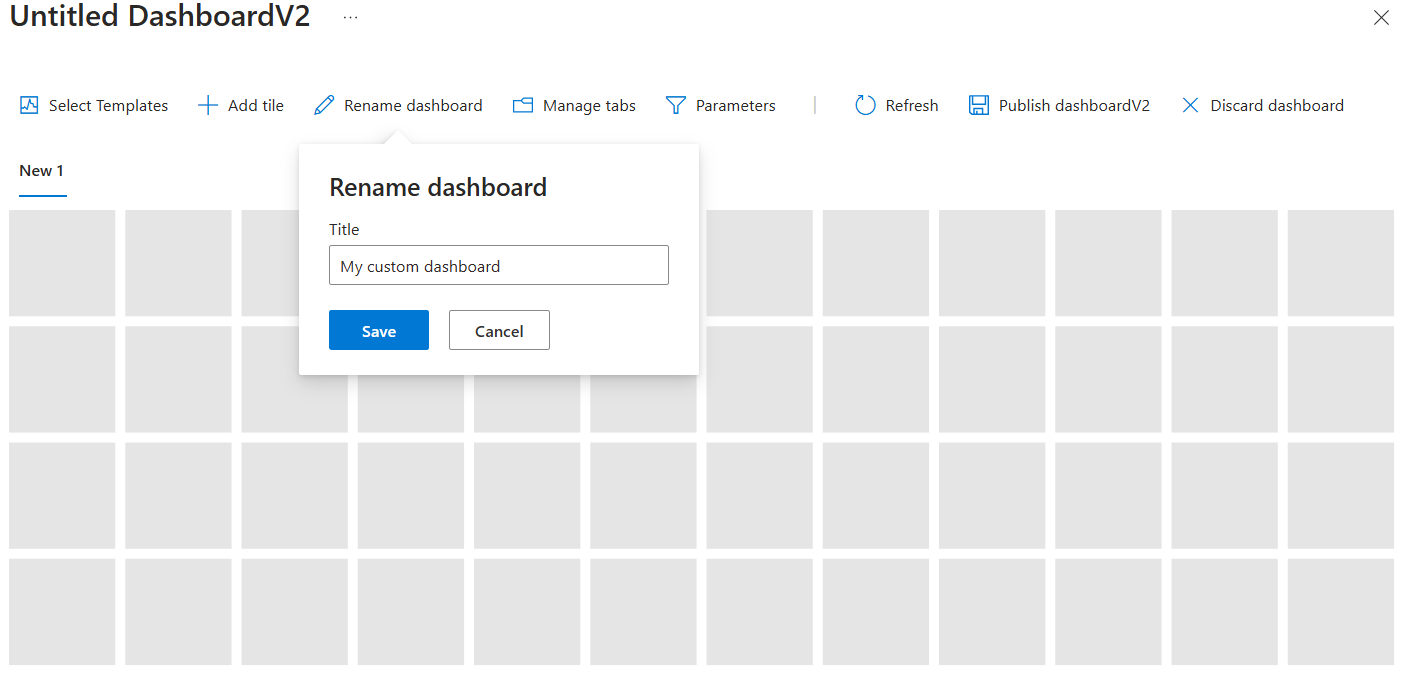 Untitled DashboardV2 ...
Select Templates Add tile Rename dashboard Manage tabs Parameters | Refresh Publish dashboardV2 Discard dashboard
New 1
Rename dashboard
Title
My custom dashboard
Save Cancel